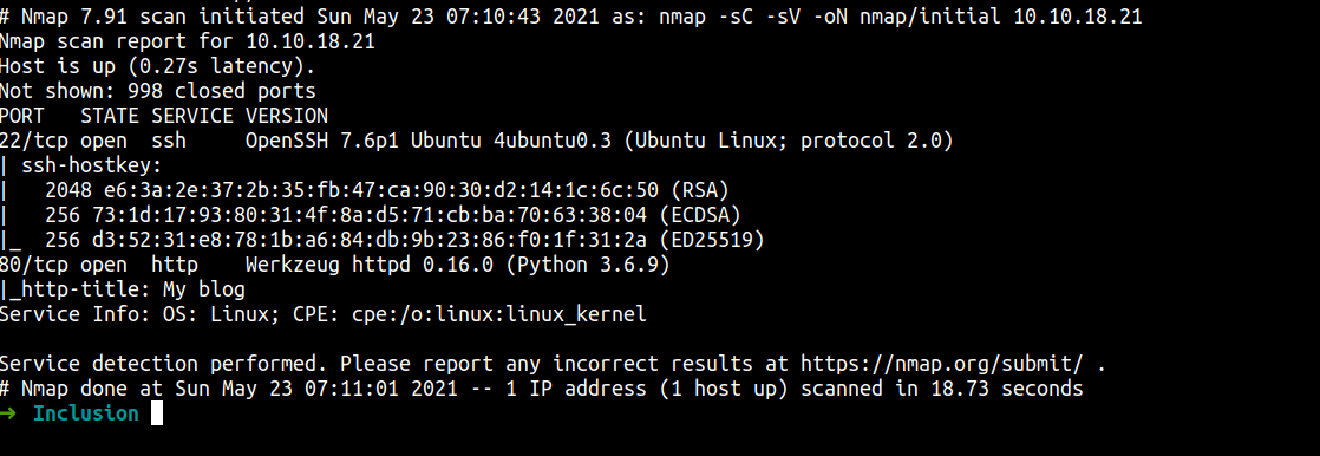 # Nmap 7.91 scan initiated Sun May 23 07:10:43 2021 as: nmap -sC -sV -oN nmap/initial 10.10.18.21
Nmap scan report for 10.10.18.21
Host is up (0.27s latency).
Not shown: 998 closed ports
PORT   STATE SERVICE VERSION
22/tcp open  ssh     OpenSSH 7.6p1 Ubuntu 4ubuntu0.3 (Ubuntu Linux; protocol 2.0)
| ssh-hostkey:
|   2048 e6:3a:2e:37:2b:35:fb:47:ca:90:30:d2:14:1c:6c:50 (RSA)
|   256 73:1d:17:93:80:31:4f:8a:d5:71:cb:ba:70:63:38:04 (ECDSA)
|_  256 d3:52:31:e8:78:1b:a6:84:db:9b:23:86:f0:1f:31:2a (ED25519)
80/tcp open  http    Werkzeug httpd 0.16.0 (Python 3.6.9)
|_http-title: My blog
Service Info: OS: Linux; CPE: cpe:/o:linux:linux_kernel

Service detection performed. Please report any incorrect results at https://nmap.org/submit/ .
# Nmap done at Sun May 23 07:11:01 2021 -- 1 IP address (1 host up) scanned in 18.73 seconds
→ Inclusion